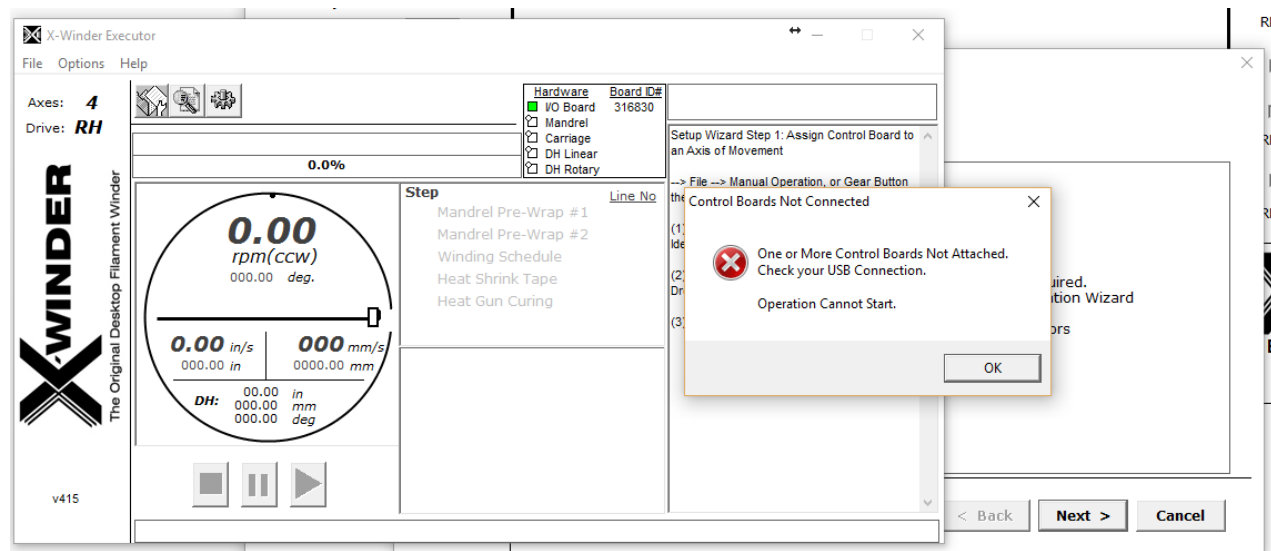 X-Winder Executor
File Options Help
Axes: 4
Drive: RH
X-WINDER
The Original Desktop Filament Winder
v415
Hardware Board ID#
I/O Board 316830
Mandrel
Carriage
DH Linear
DH Rotary
0.0%
0.00
rpm(ccw)
000.00 deg.
0.00 in/s 000 mm/s
000.00 in 0000.00 mm
DH: 00.00 in
000.00 mm
000.00 deg
Step Line No
Mandrel Pre-Wrap #1
Mandrel Pre-Wrap #2
Winding Schedule
Heat Shrink Tape
Heat Gun Curing
Setup Wizard Step 1: Assign Control Board to
an Axis of Movement
--> File --> Manual Operation, or Gear Button
(1)
(2)
(3)
Control Boards Not Connected
One or More Control Boards Not Attached.
Check your USB Connection.
Operation Cannot Start.
OK
Wizard
< Back Next > Cancel